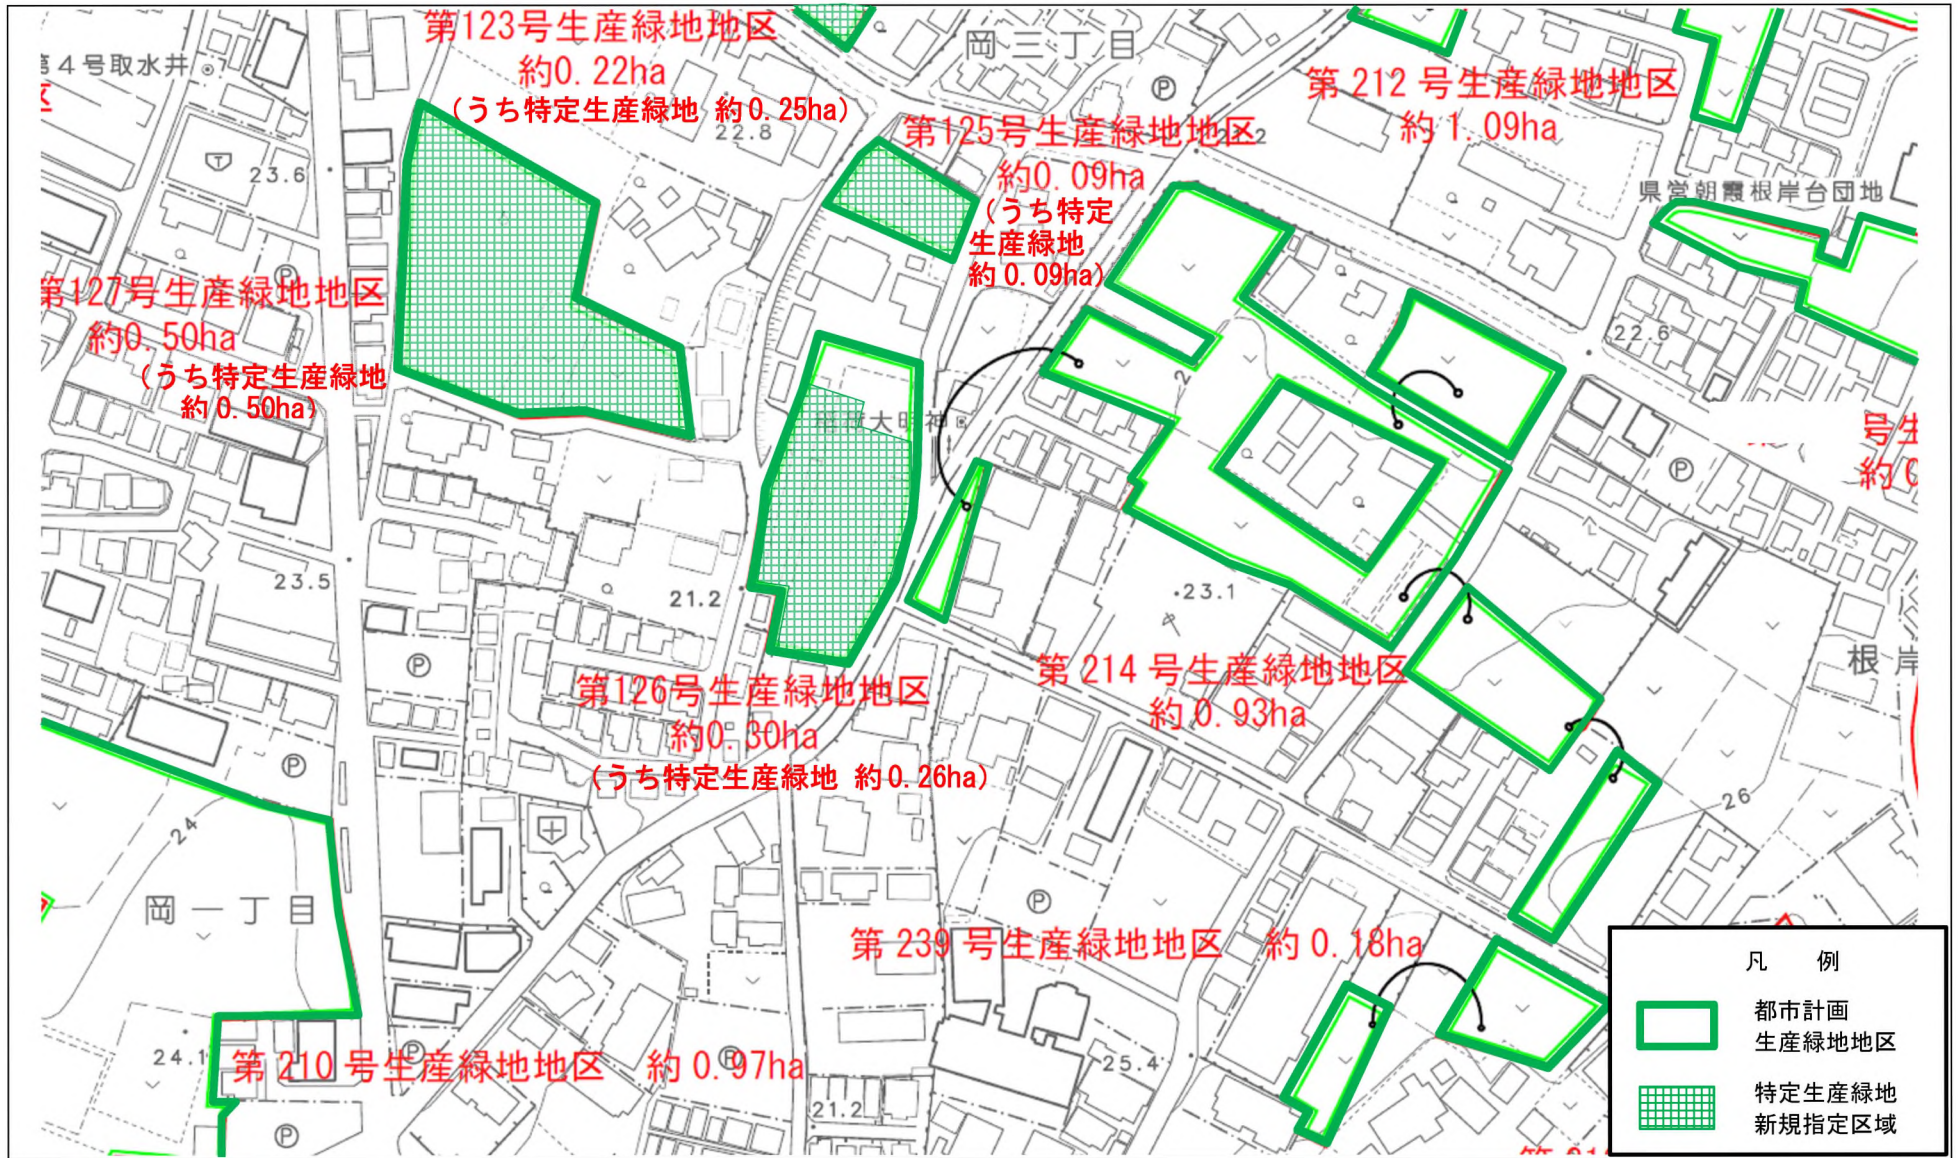 第123号生産緑地地区
約0.22ha
（うち特定生産緑地 約0.25ha）
岡三丁目
第 212 号生産緑地地区
約 1.09ha
第４号取水井
区
22.8
第125号生産緑地地区
約0.09ha
（うち特定
生産緑地
約0.09ha）
県営朝霞根岸台団地
23.6
P
第127号生産緑地地区
約0.50ha
（うち特定生産緑地
約0.50ha）
22.6
大明神
号生
約0
P
23.5
21.2
23.1
P
第126号生産緑地地区
約0.30ha
（うち特定生産緑地 約0.26ha）
第 214 号生産緑地地区
約 0.93ha
根岸
P
24
26
岡一丁目
P
第 239 号生産緑地地区 約 0.18ha
24.1
第 210 号生産緑地地区 約 0.97ha
P
P
25.4
21.2
P
凡 例
都市計画
生産緑地地区
特定生産緑地
新規指定区域